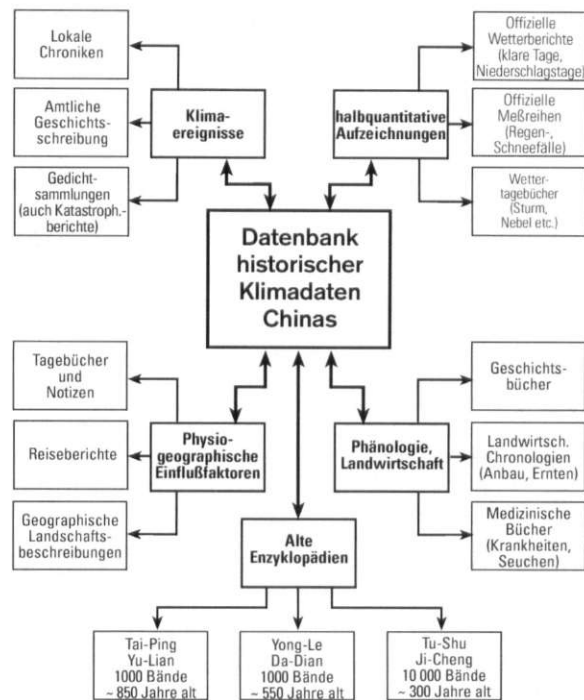 Lokale
Chroniken
Amtliche
Geschichts-
schreibung
Gedicht-
sammlungen
(auch Katastroph.-
berichte)
Klima-
ereignisse
halbquantitative
Aufzeichnungen
Offizielle
Wetterberichte
(klare Tage,
Niederschlagstage)
Offizielle
Meßreihen
(Regen-,
Schneefälle)
Wetter-
tagebücher
(Sturm,
Nebel etc.)
Datenbank
historischer
Klimadaten
Chinas
Tagebücher
und
Notizen
Reiseberichte
Geographische
Landschafts-
beschreibungen
Physio-
geographische
Einflußfaktoren
Phänologie,
Landwirtschaft
Geschichts-
bücher
Landwirtsch.
Chronologien
(Anbau, Ernten)
Medizinische
Bücher
(Krankheiten,
Seuchen)
Alte
Enzyklopädien
Tai-Ping
Yu-Lian
1000 Bände
~ 850 Jahre alt
Yong-Le
Da-Dian
1000 Bände
~ 550 Jahre alt
Tu-Shu
Ji-Cheng
10 000 Bände
~ 300 Jahre alt